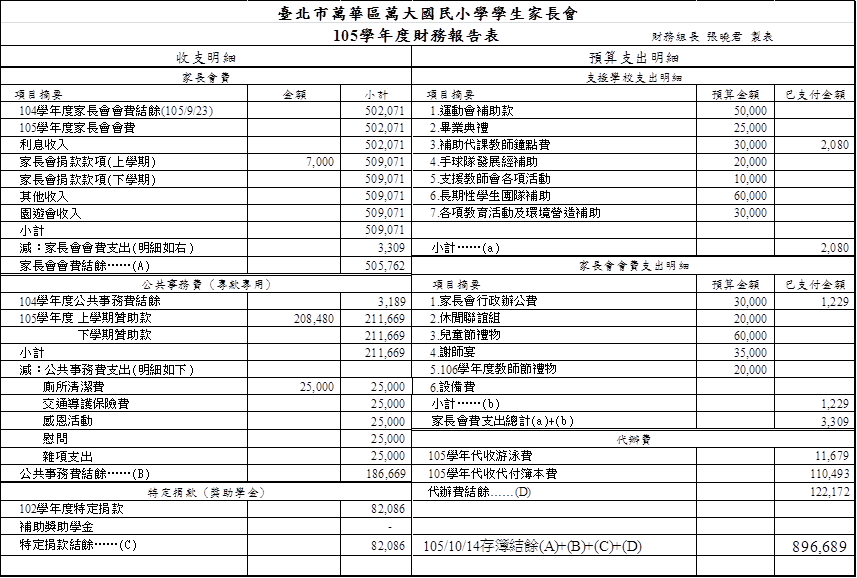 臺北市萬華區萬大國民小學學生家長會
105學年度財務報告表 財務組長 張曉君 製表
收支明細
家長會費
項目摘要 金額 小計
104學年度家長會會費結餘(105/9/23) 502,071
105學年度家長會會費 502,071
利息收入 502,071
家長會捐款款項(上學期) 7,000 509,071
家長會捐款款項(下學期) 509,071
其他收入 509,071
園遊會收入 509,071
小計 509,071
減：家長會會費支出(明細如右) 3,309
家長會會費結餘……(A) 505,762
公共事務費（專款專用）
104學年度公共事務費結餘 3,189
105學年度 上學期贊助款 208,480 211,669
下學期贊助款 211,669
小計 211,669
減：公共事務費支出(明細如下)
廁所清潔費 25,000 25,000
交通導護保險費 25,000
感恩活動 25,000
慰問 25,000
雜項支出 25,000
公共事務費結餘……(B) 186,669
特定捐款（獎助學金）
102學年度特定捐款 82,086
補助獎助學金 -
特定捐款結餘……(C) 82,086
預算支出明細
支援學校支出明細
項目摘要 預算金額 已支付金額
1.運動會補助款 50,000
2.畢業典禮 25,000
3.補助代課教師鐘點費 30,000 2,080
4.手球隊發展經補助 20,000
5.支援教師會各項活動 10,000
6.長期性學生團隊補助 60,000
7.各項教育活動及環境營造補助 30,000
小計……(a) 2,080
家長會會費支出明細
項目摘要 預算金額 已支付金額
1.家長會行政辦公費 30,000 1,229
2.休閒聯誼組 20,000
3.兒童節禮物 60,000
4.謝師宴 35,000
5.106學年度教師節禮物 20,000
6.設備費
小計……(b) 1,229
家長會費支出總計(a)+(b) 3,309
代辦費
105學年代收游泳費 11,679
105學年代收代付簿本費 110,493
代辦費結餘……(D) 122,172
105/10/14存簿結餘(A)+(B)+(C)+(D) 896,689